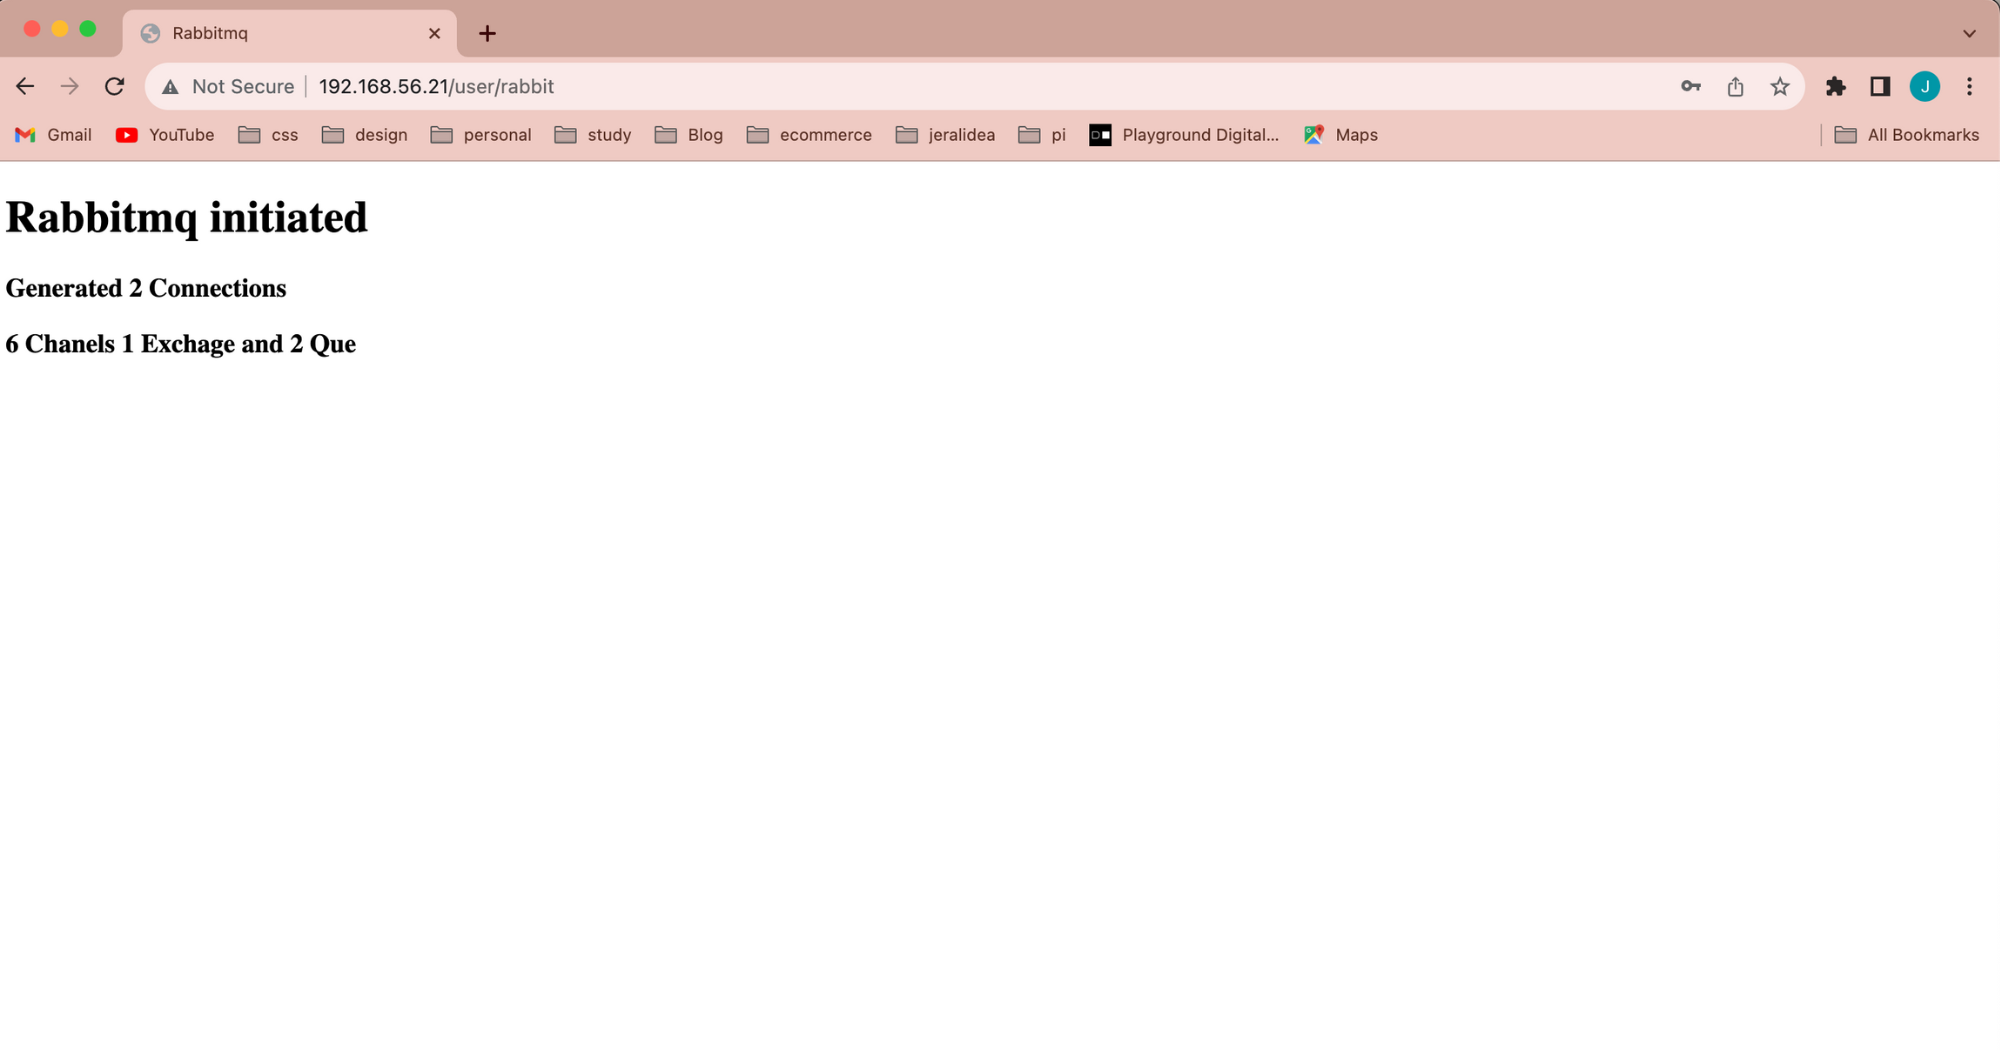 Rabbitmq
Not Secure 192.168.56.21/user/rabbit J
Gmail YouTube css design personal study Blog ecommerce jeralidea pi Playground Digital... Maps All Bookmarks
Rabbitmq initiated
Generated 2 Connections
6 Chanels 1 Exchage and 2 Que